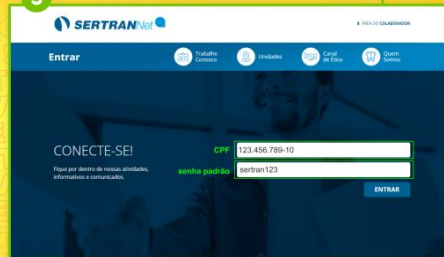 SERTRANNet
ÁREA DO COLABORADOR
Entrar
Trabalhe
Conosco
Unidades
Canal
de Ética
Quem
Somos
CONECTE-SE!
Fique por dentro de nossas atividades,
informativos e comunicados.
CPF 123.456.789-10
senha padrão sertran123
ENTRAR